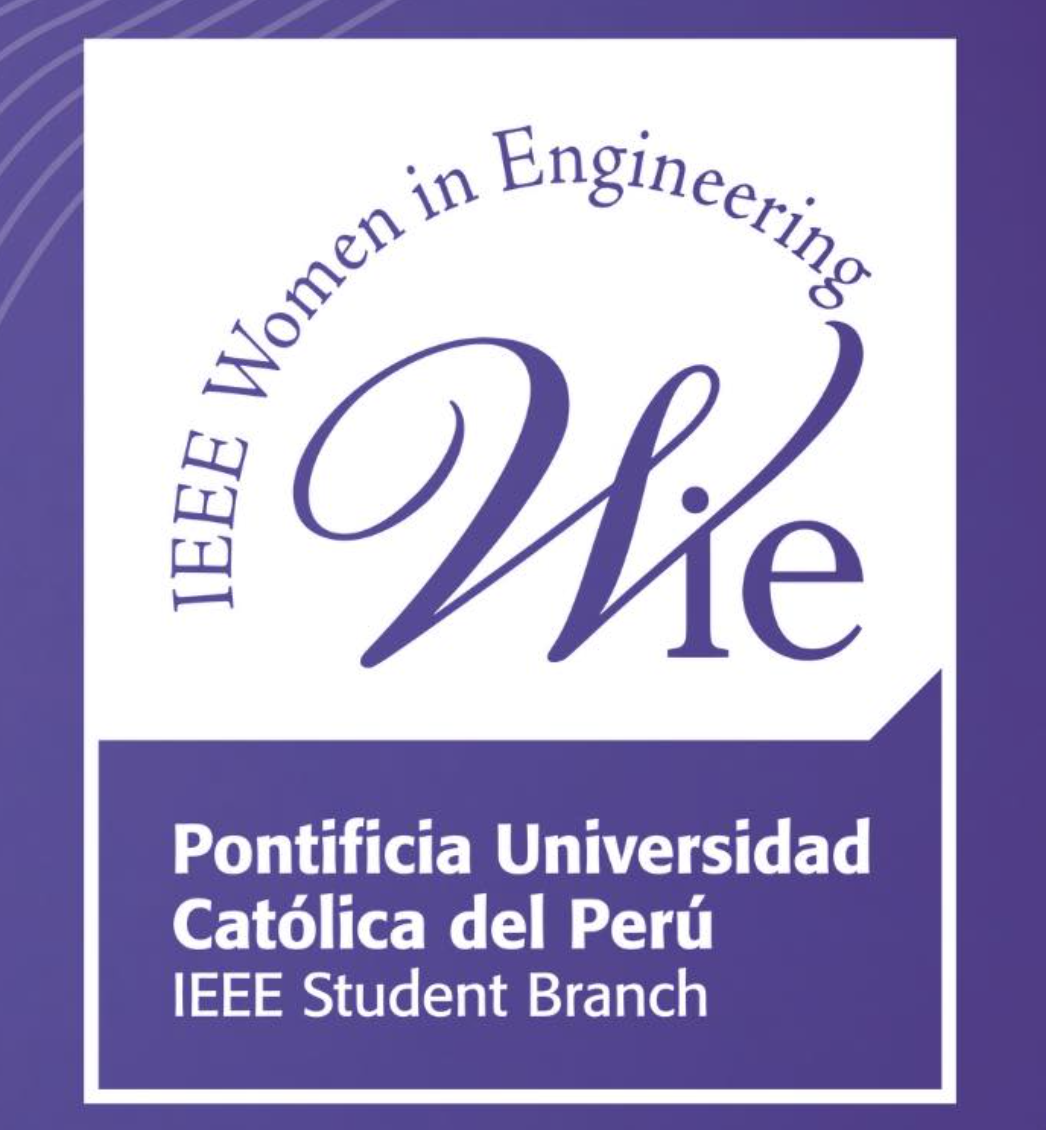 IEEE Women in Engineering
Wie
Pontificia Universidad
Católica del Perú
IEEE Student Branch